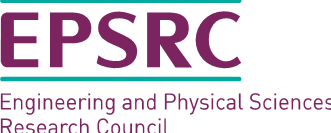 EPSRC
Engineering and Physical Sciences
Research Council